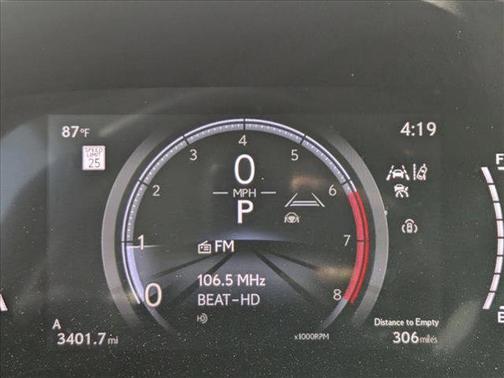 87°F
4:19
SPEED
LIMIT
25
0
1
2
3
4
5
6
7
8
0
MPH
P
FM
106.5 MHz
BEAT-HD
x1000RPM
A
3401.7 mi
Distance to Empty
306 miles
F
E